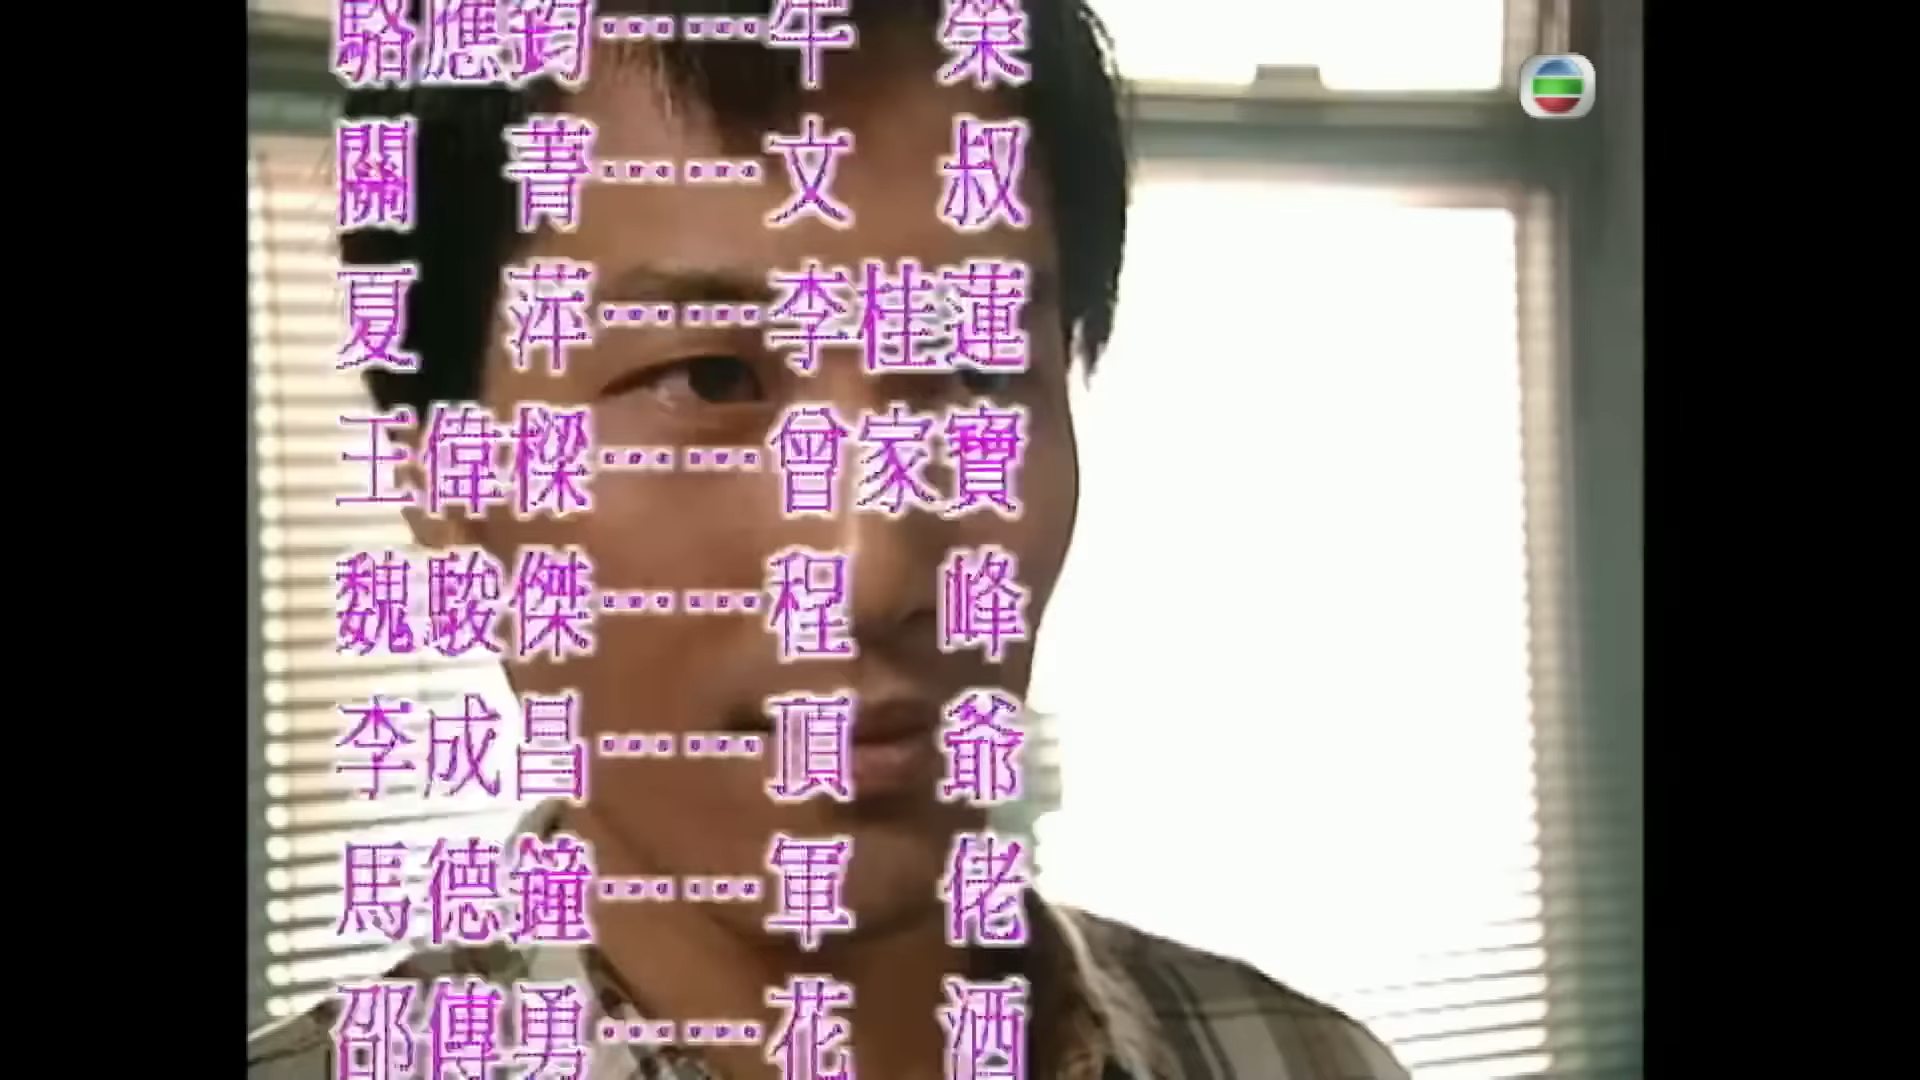 駱應鈞……牛榮
關菁……文叔
夏萍……李桂蓮
王偉樑……曾家寶
魏駿傑……程峰
李成昌……頂爺
馬德鐘……軍佬
邵傳勇……花酒